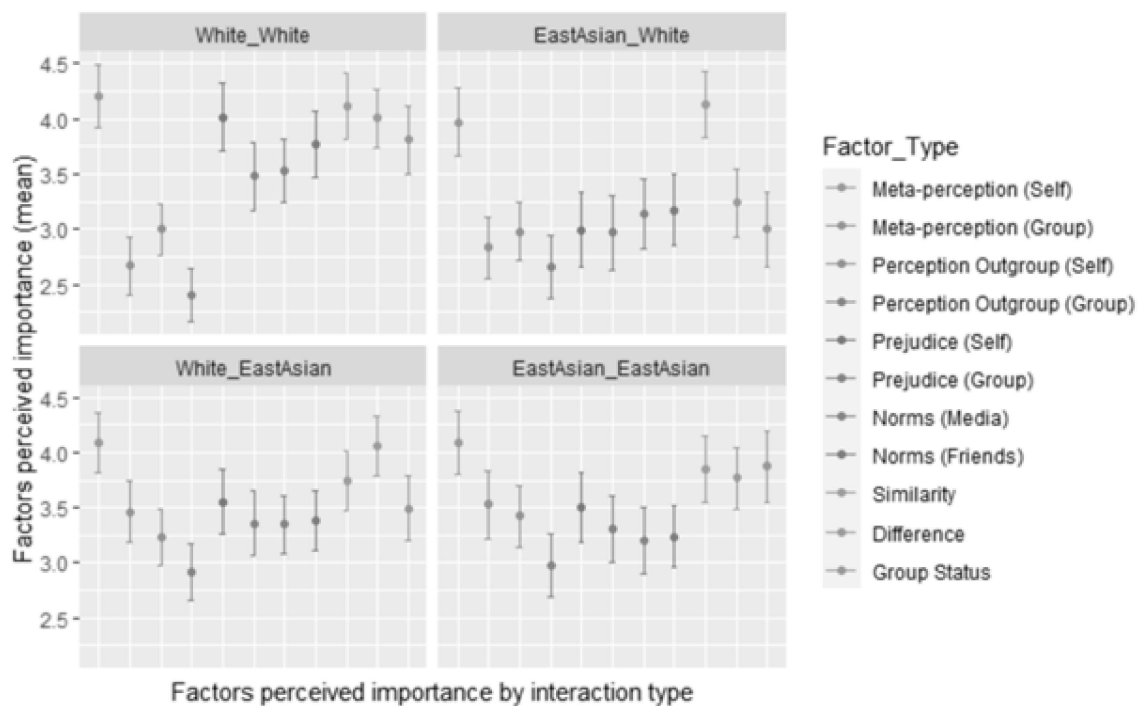 White_White
EastAsian_White
4.5
4.0
3.5
3.0
2.5
White_EastAsian
EastAsian_EastAsian
4.5
4.0
3.5
3.0
2.5
Factors perceived importance (mean)
Factors perceived importance by interaction type
Factor_Type
Meta-perception (Self)
Meta-perception (Group)
Perception Outgroup (Self)
Perception Outgroup (Group)
Prejudice (Self)
Prejudice (Group)
Norms (Media)
Norms (Friends)
Similarity
Difference
Group Status